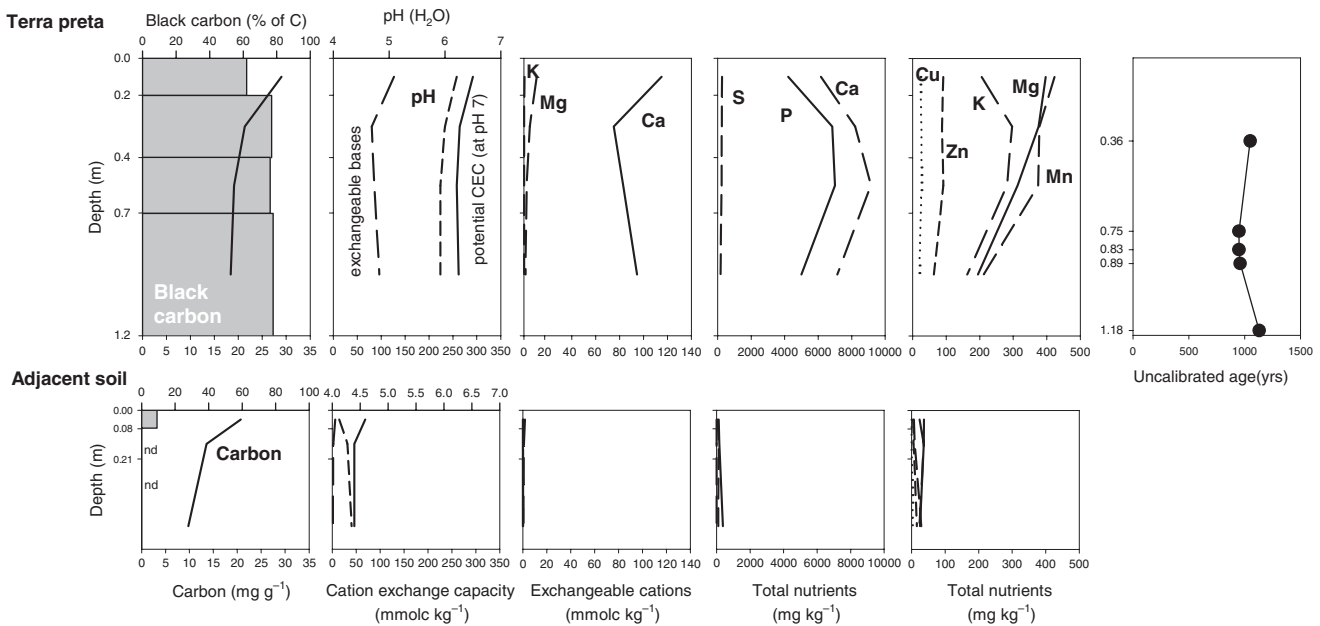 Terra preta
Black carbon (% of C)
pH (H2O)
0 20 40 60 80 100
4 5 6 7
0.0
0.2
0.4
0.7
1.2
Depth (m)
Black
carbon
exchangeable bases
pH
potential CEC (at pH 7)
K
Mg
Ca
S
P
Ca
Cu
K
Mg
Zn
Mn
0.36
0.75
0.83
0.89
1.18
0 5 10 15 20 25 30 35
0 50 100 150 200 250 300 350
0 20 40 60 80 100 120 140
0 2000 4000 6000 8000 10000
0 100 200 300 400 500
0 500 1000 1500
Uncalibrated age(yrs)
Adjacent soil
0 20 40 60 80 100
4.0 4.5 5.0 5.5 6.0 6.5 7.0
0.00
0.08
0.21
Depth (m)
nd
nd
Carbon
0 5 10 15 20 25 30 35
0 50 100 150 200 250 300 350
0 20 40 60 80 100 120 140
0 2000 4000 6000 8000 10000
0 100 200 300 400 500
Carbon (mg g–1)
Cation exchange capacity
(mmolc kg–1)
Exchangeable cations
(mmolc kg–1)
Total nutrients
(mg kg–1)
Total nutrients
(mg kg–1)